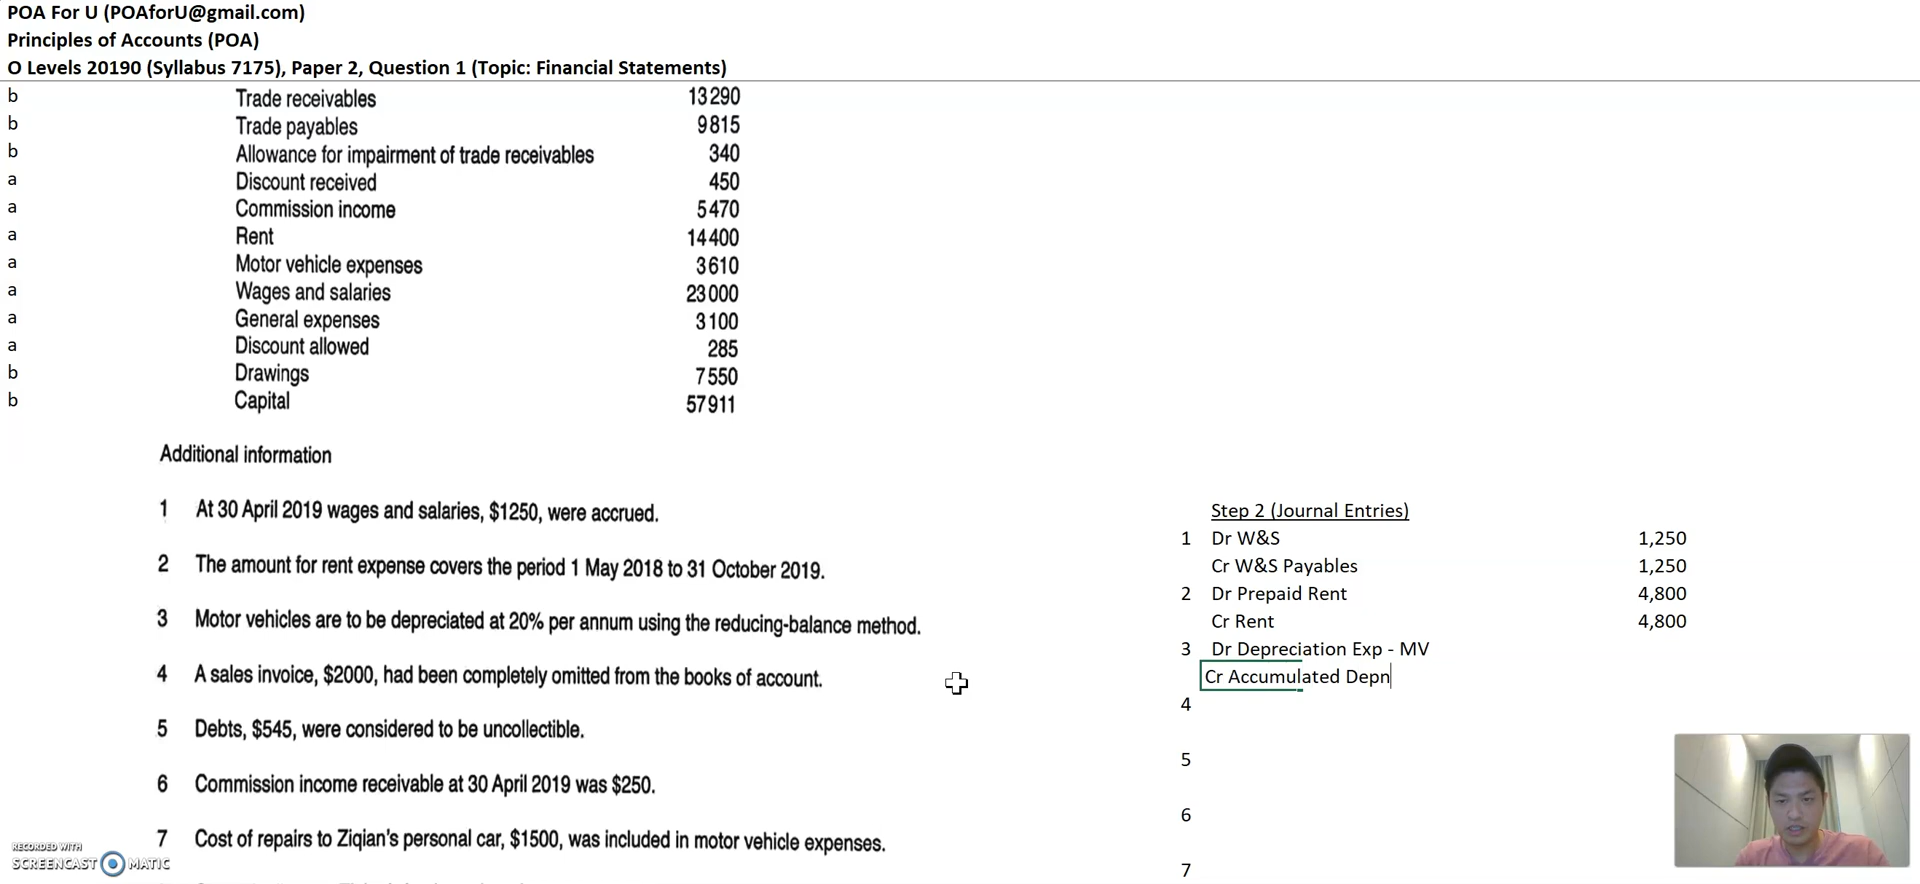 POA For U (POAforU@gmail.com)
Principles of Accounts (POA)
O Levels 20190 (Syllabus 7175), Paper 2, Question 1 (Topic: Financial Statements)
b Trade receivables 13290
b Trade payables 9815
b Allowance for impairment of trade receivables 340
a Discount received 450
a Commission income 5470
a Rent 14400
a Motor vehicle expenses 3610
a Wages and salaries 23000
a General expenses 3100
a Discount allowed 285
b Drawings 7550
b Capital 57911
Additional information
1 At 30 April 2019 wages and salaries, $1250, were accrued.
2 The amount for rent expense covers the period 1 May 2018 to 31 October 2019.
3 Motor vehicles are to be depreciated at 20% per annum using the reducing-balance method.
4 A sales invoice, $2000, had been completely omitted from the books of account.
5 Debts, $545, were considered to be uncollectible.
6 Commission income receivable at 30 April 2019 was $250.
7 Cost of repairs to Ziqian's personal car, $1500, was included in motor vehicle expenses.
Step 2 (Journal Entries)
1 Dr W&S 1,250
Cr W&S Payables 1,250
2 Dr Prepaid Rent 4,800
Cr Rent 4,800
3 Dr Depreciation Exp - MV
Cr Accumulated Depn
4
5
6
7
RECORDED WITH
SCREENCAST MATIC